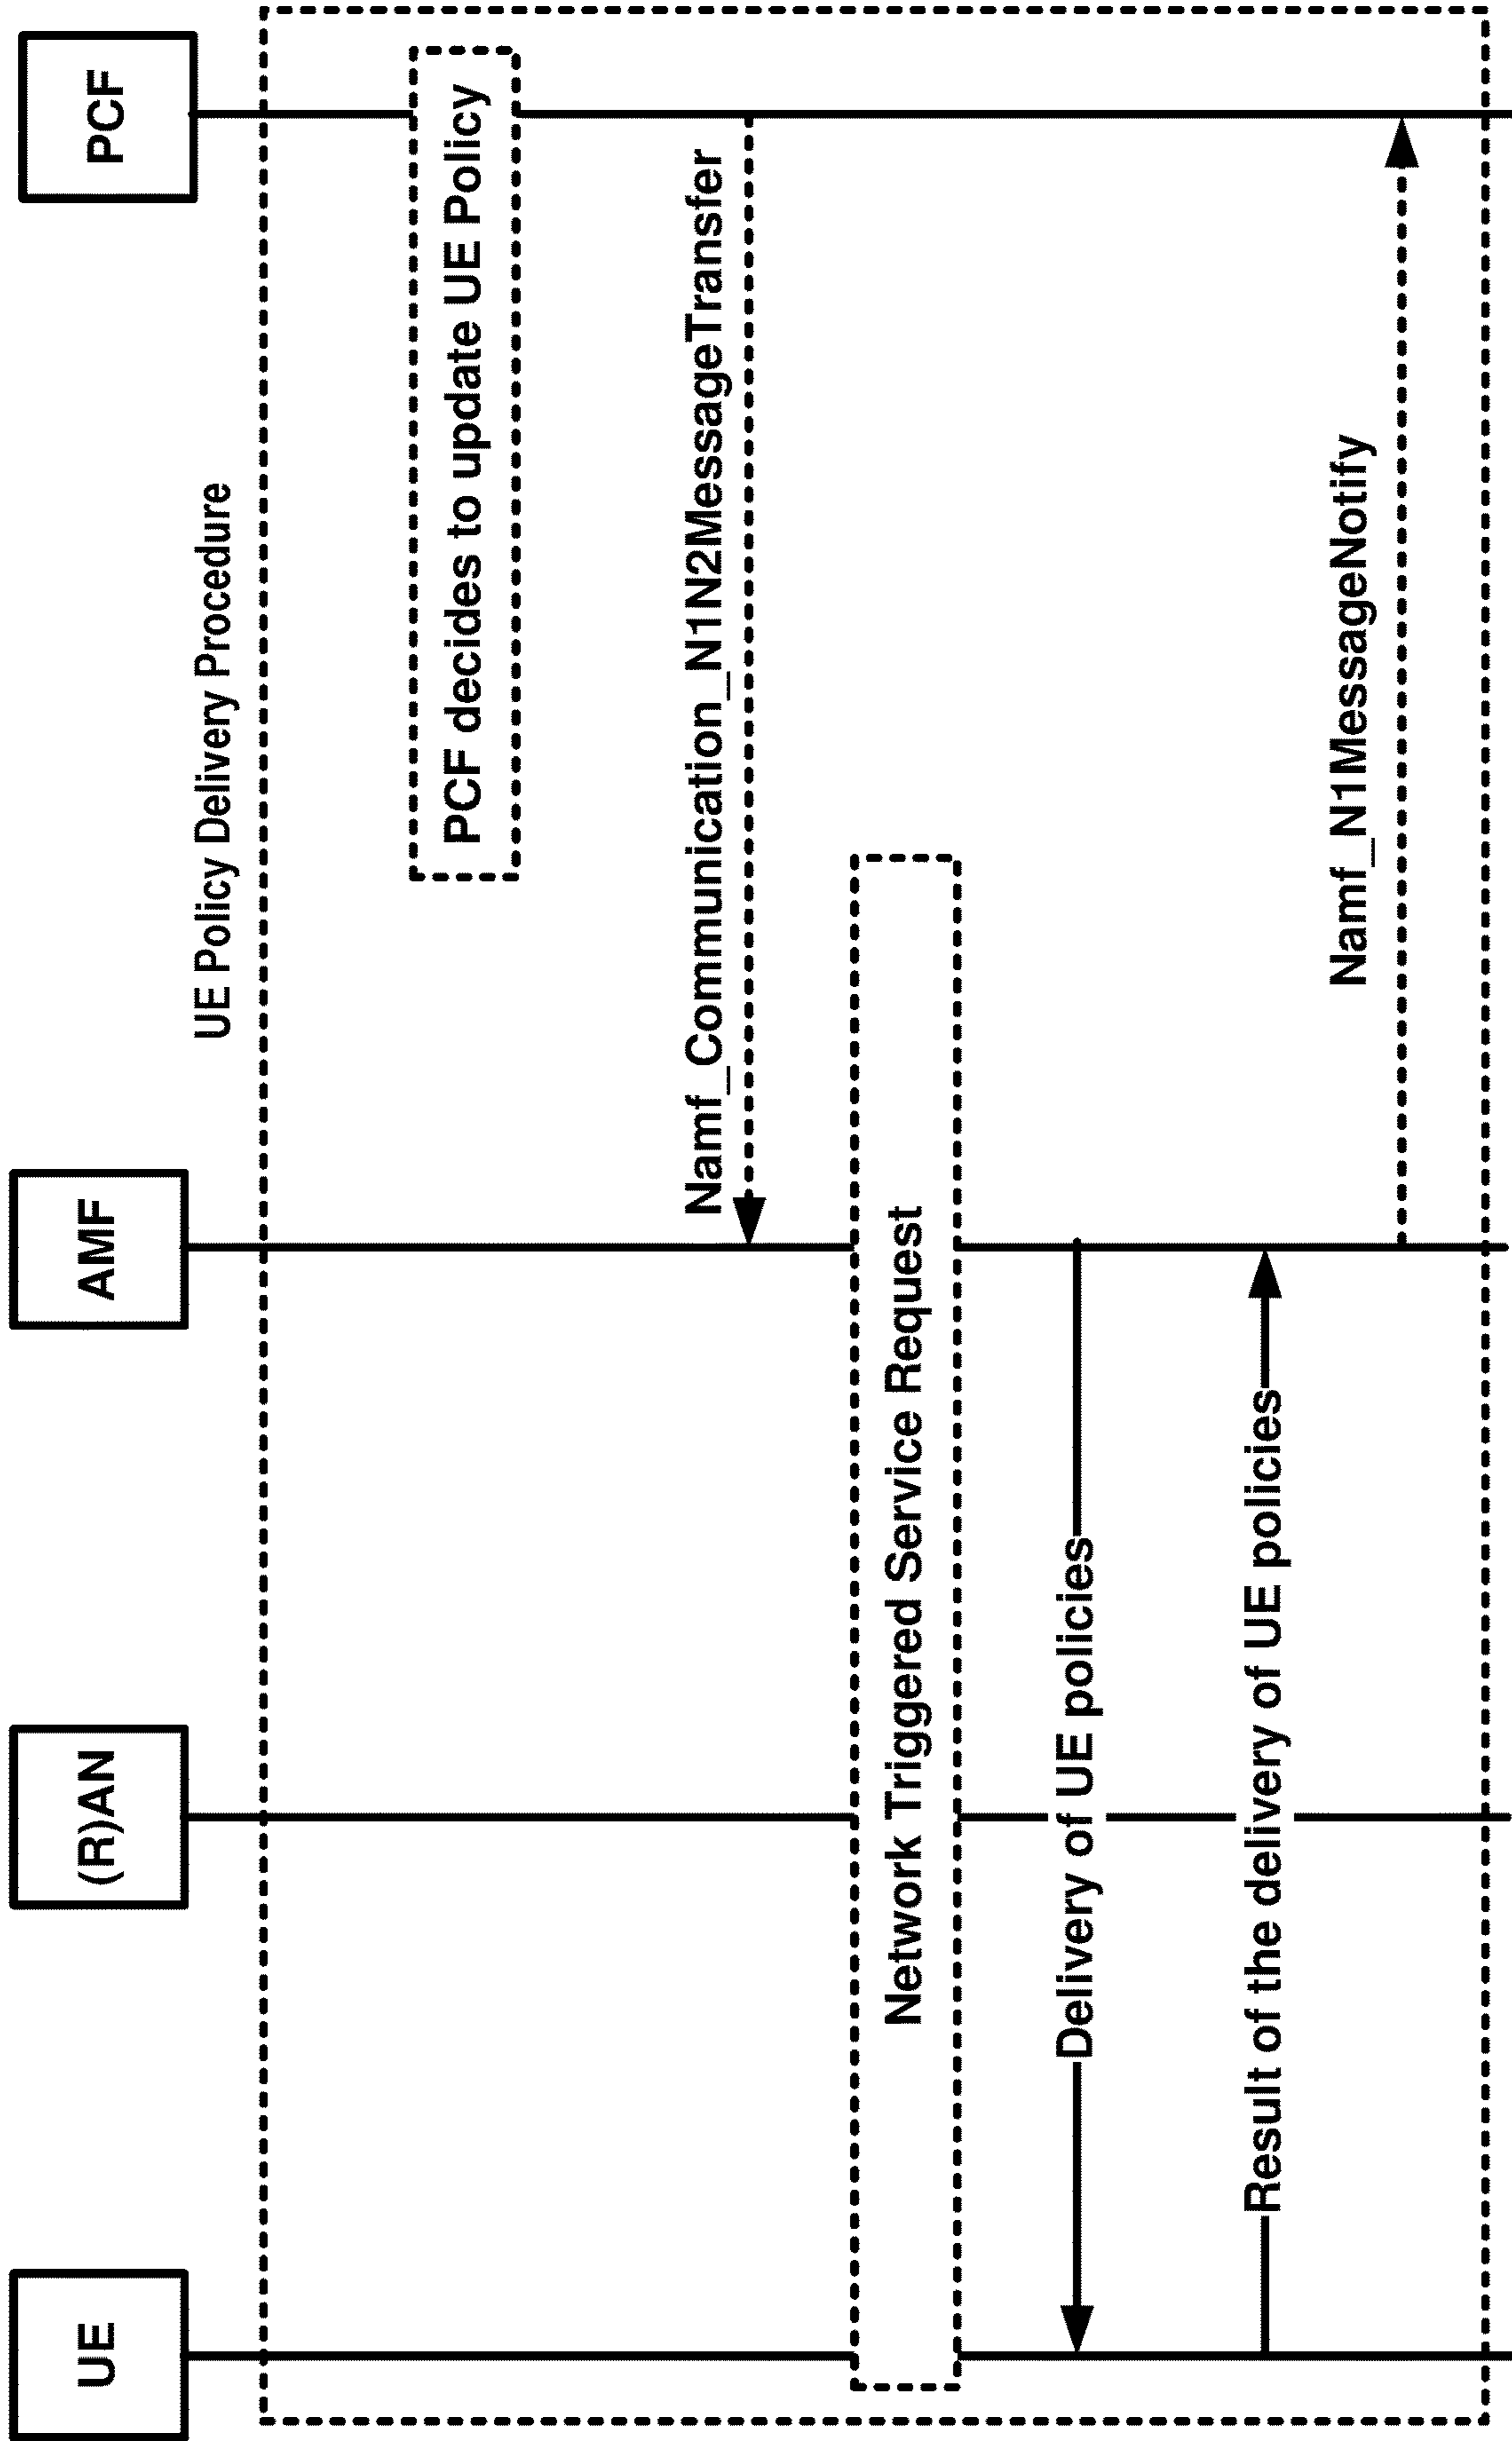 UE
(R)AN
AMF
PCF
UE Policy Delivery Procedure
PCF decides to update UE Policy
Namf_Communication_N1N2MessageTransfer
Network Triggered Service Request
Delivery of UE policies
Result of the delivery of UE policies
Namf_N1MessageNotify